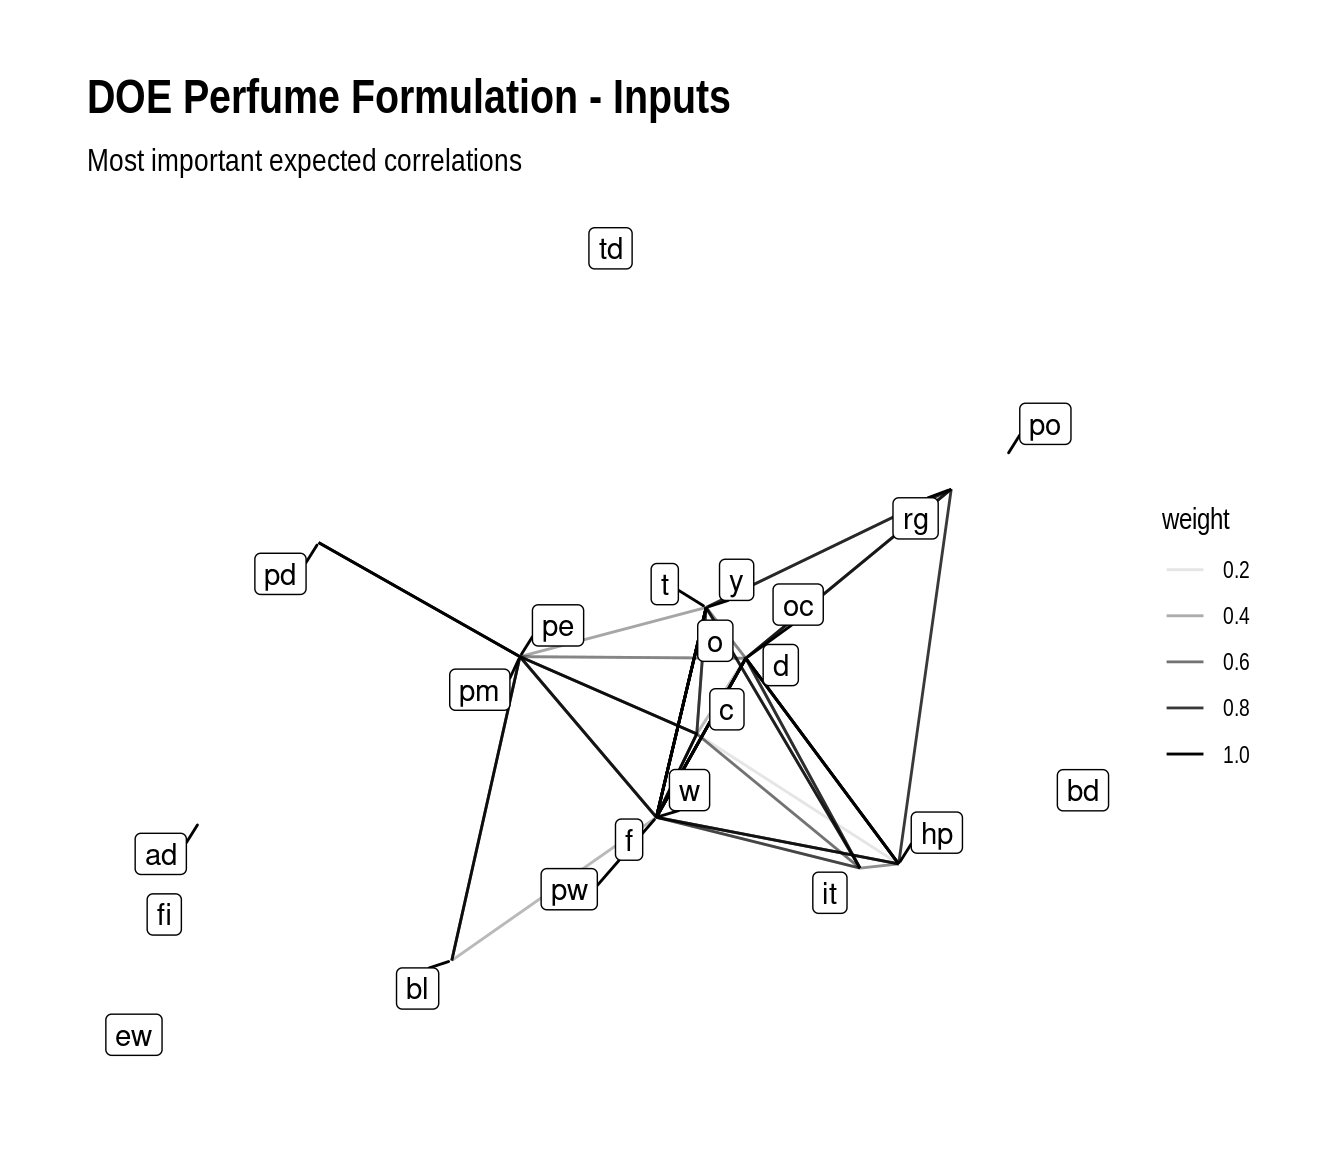 DOE Perfume Formulation - Inputs
Most important expected correlations
td
po
rg
weight
0.2
0.4
0.6
0.8
1.0
pd
t
y
oc
pe
o
d
pm
c
w
bd
f
hp
ad
pw
it
fi
bl
ew